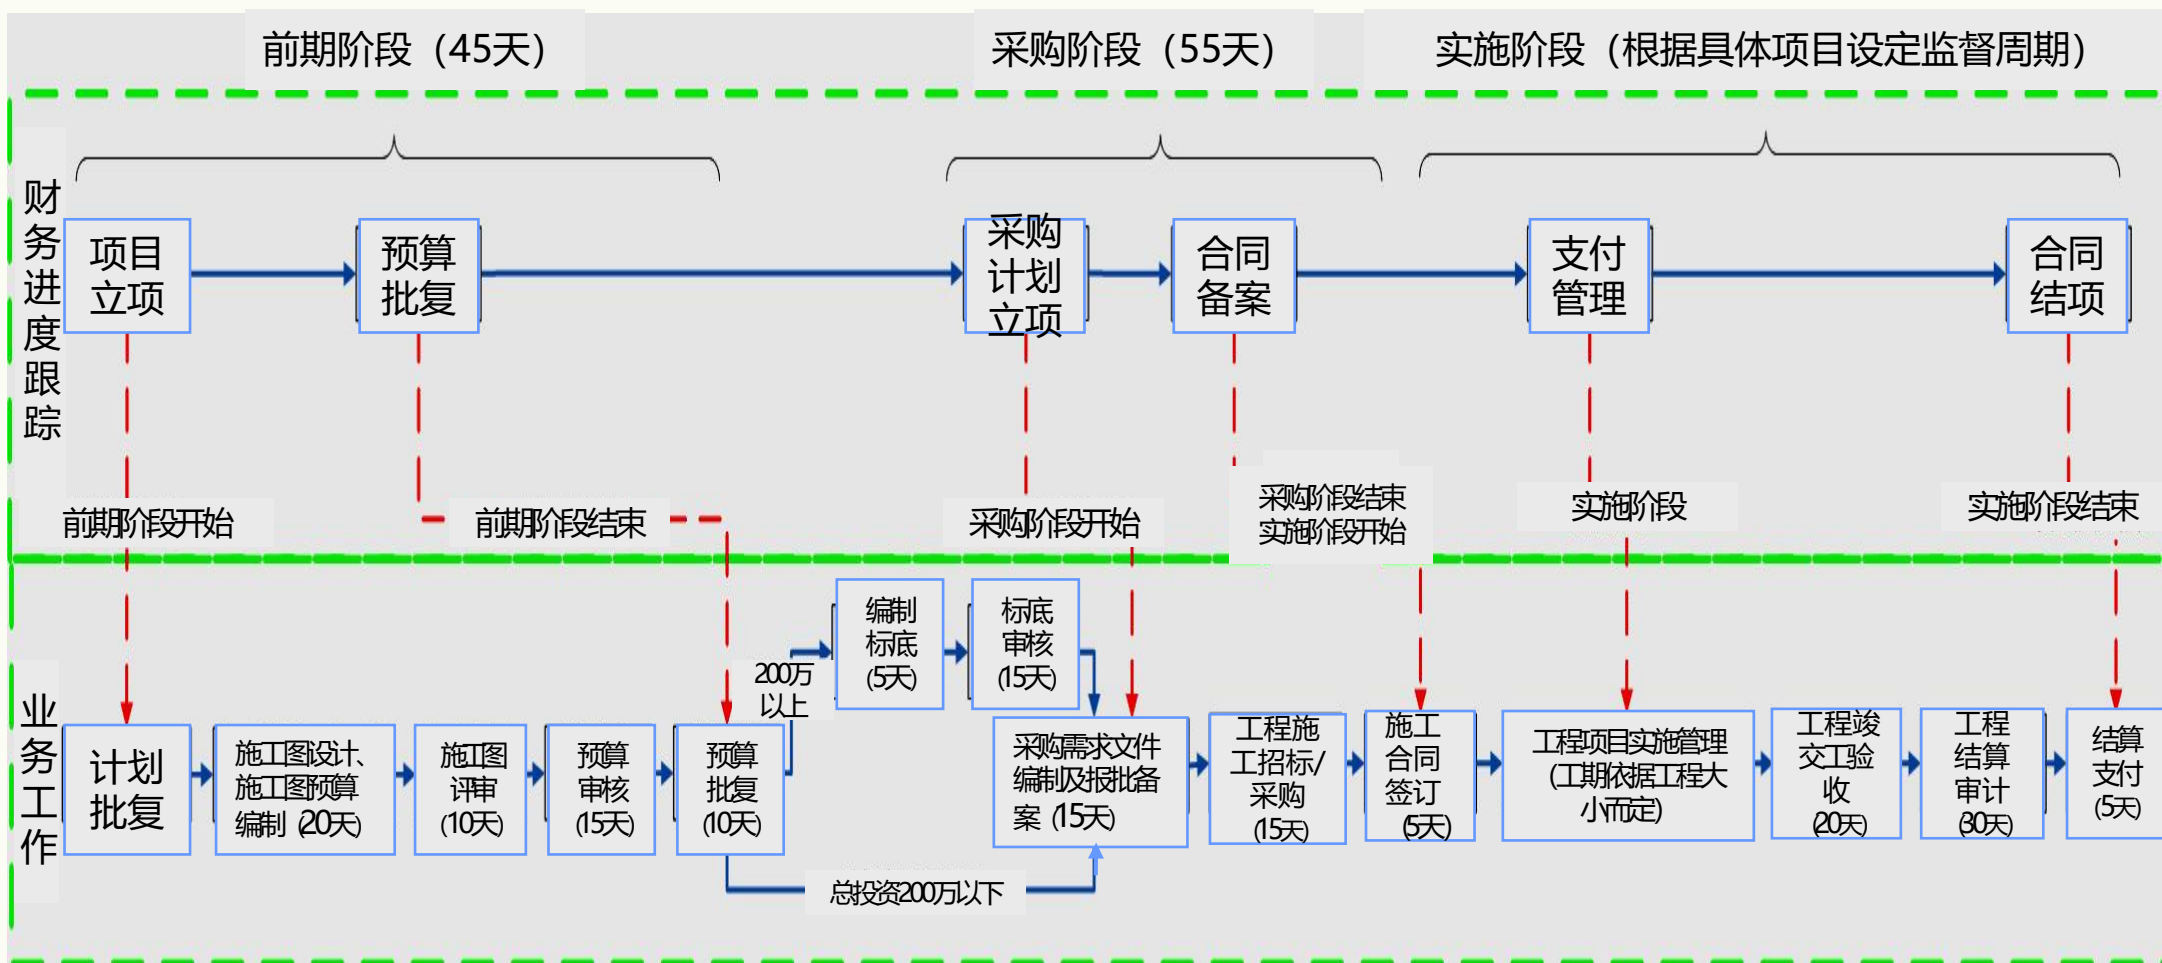 前期阶段（45天）
采购阶段（55天）
实施阶段（根据具体项目设定监督周期）
财务进度跟踪
项目
立项
预算
批复
采购
计划
立项
合同
备案
支付
管理
合同
结项
前期阶段开始
前期阶段结束
采购阶段开始
采购阶段结束
实施阶段开始
实施阶段
实施阶段结束
业务工作
计划
批复
施工图设计、
施工图预算
编制（20天）
施工图
评审
(10天)
预算
审核
(15天)
预算
批复
(10天)
200万
以上
编制
标底
(5天)
标底
审核
(15天)
总投资200万以下
采购需求文件
编制及报批备
案（15天）
工程施
工招标/
采购
(15天)
施工
合同
签订
(5天)
工程项目实施管理
(工期依据工程大
小而定)
工程竣
交工验
收
(20天)
工程
结算
审计
(30天)
结算
支付
(5天)